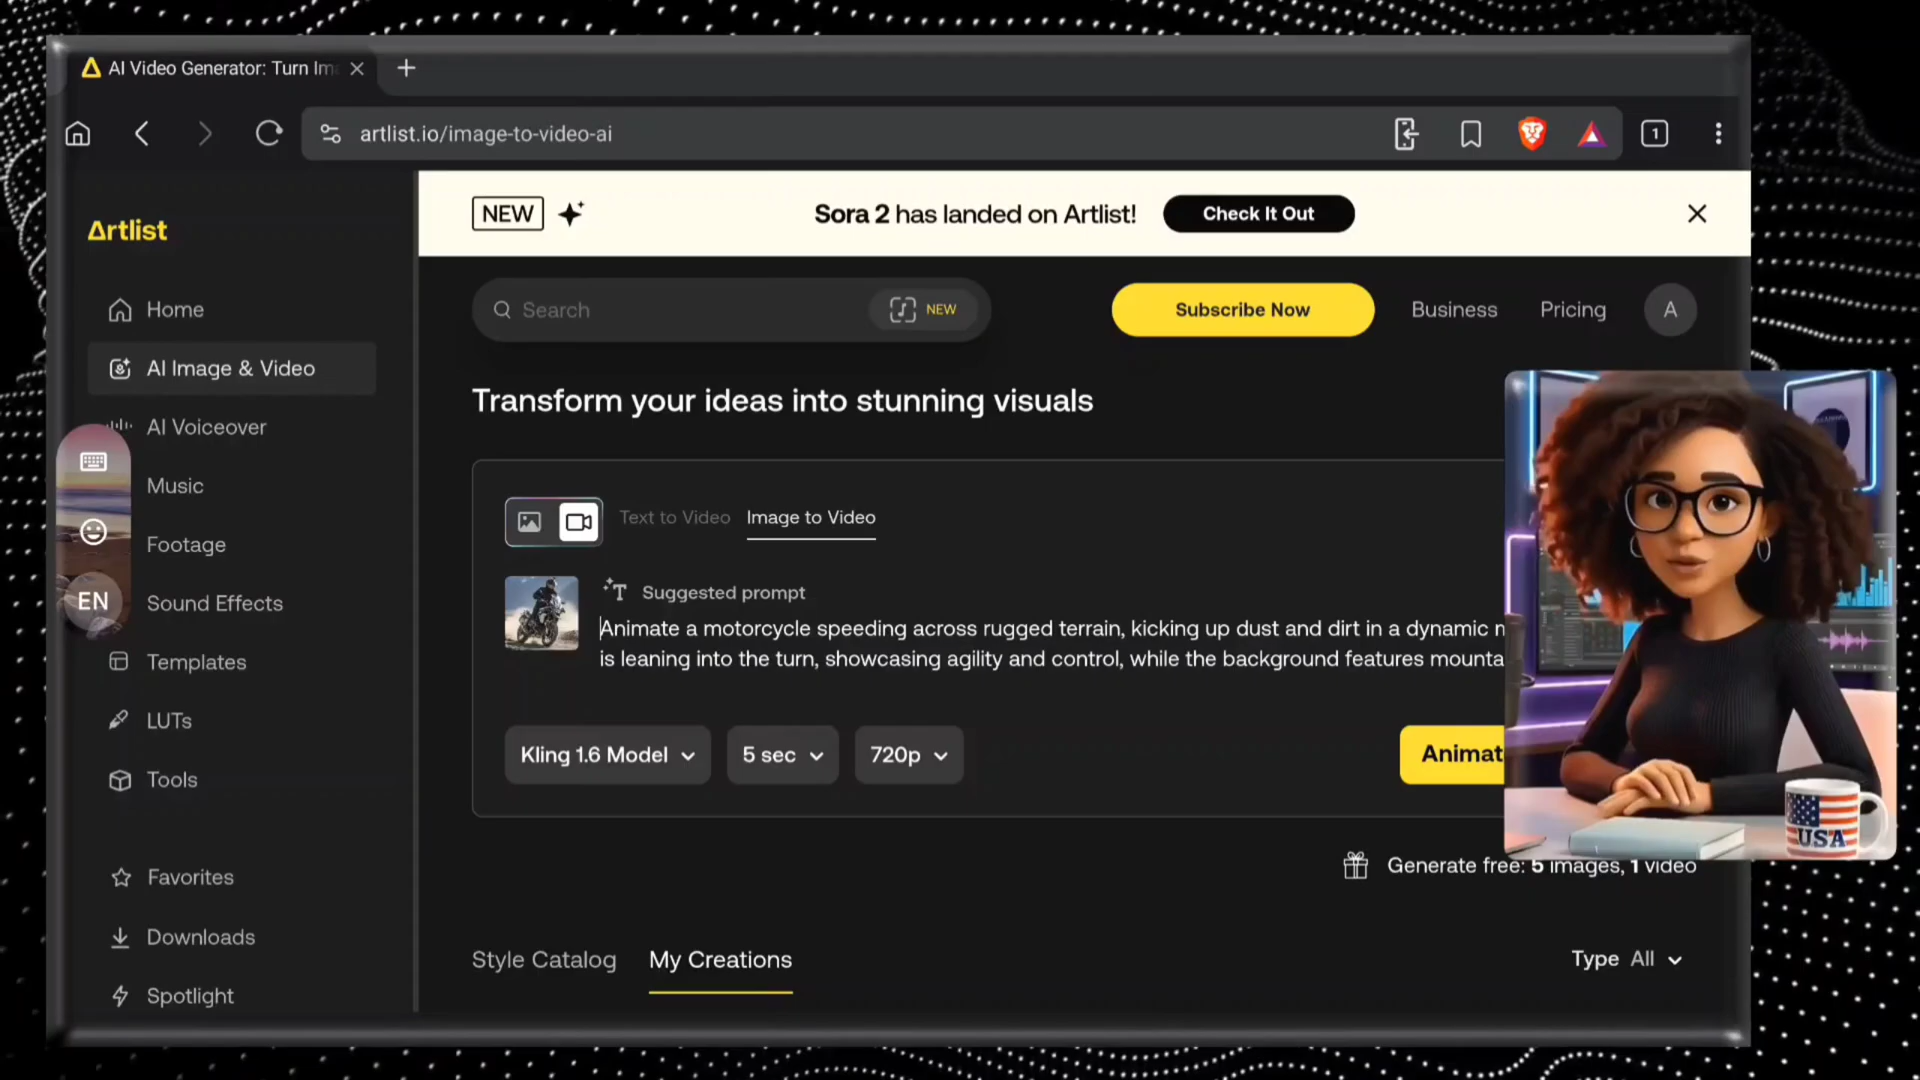 AI Video Generator: Turn Im
artlist.io/image-to-video-ai
1
Artlist
NEW
Sora 2 has landed on Artlist!
Check It Out
Search
NEW
Subscribe Now
Business
Pricing
A
Home
AI Image & Video
AI Voiceover
Music
Footage
Sound Effects
Templates
LUTs
Tools
Favorites
Downloads
Spotlight
EN
Transform your ideas into stunning visuals
Text to Video
Image to Video
Suggested prompt
Animate a motorcycle speeding across rugged terrain, kicking up dust and dirt in a dynamic
is leaning into the turn, showcasing agility and control, while the background features
Kling 1.6 Model
5 sec
720p
Animat
USA
Generate free: 5 images, 1 video
Style Catalog
My Creations
Type All